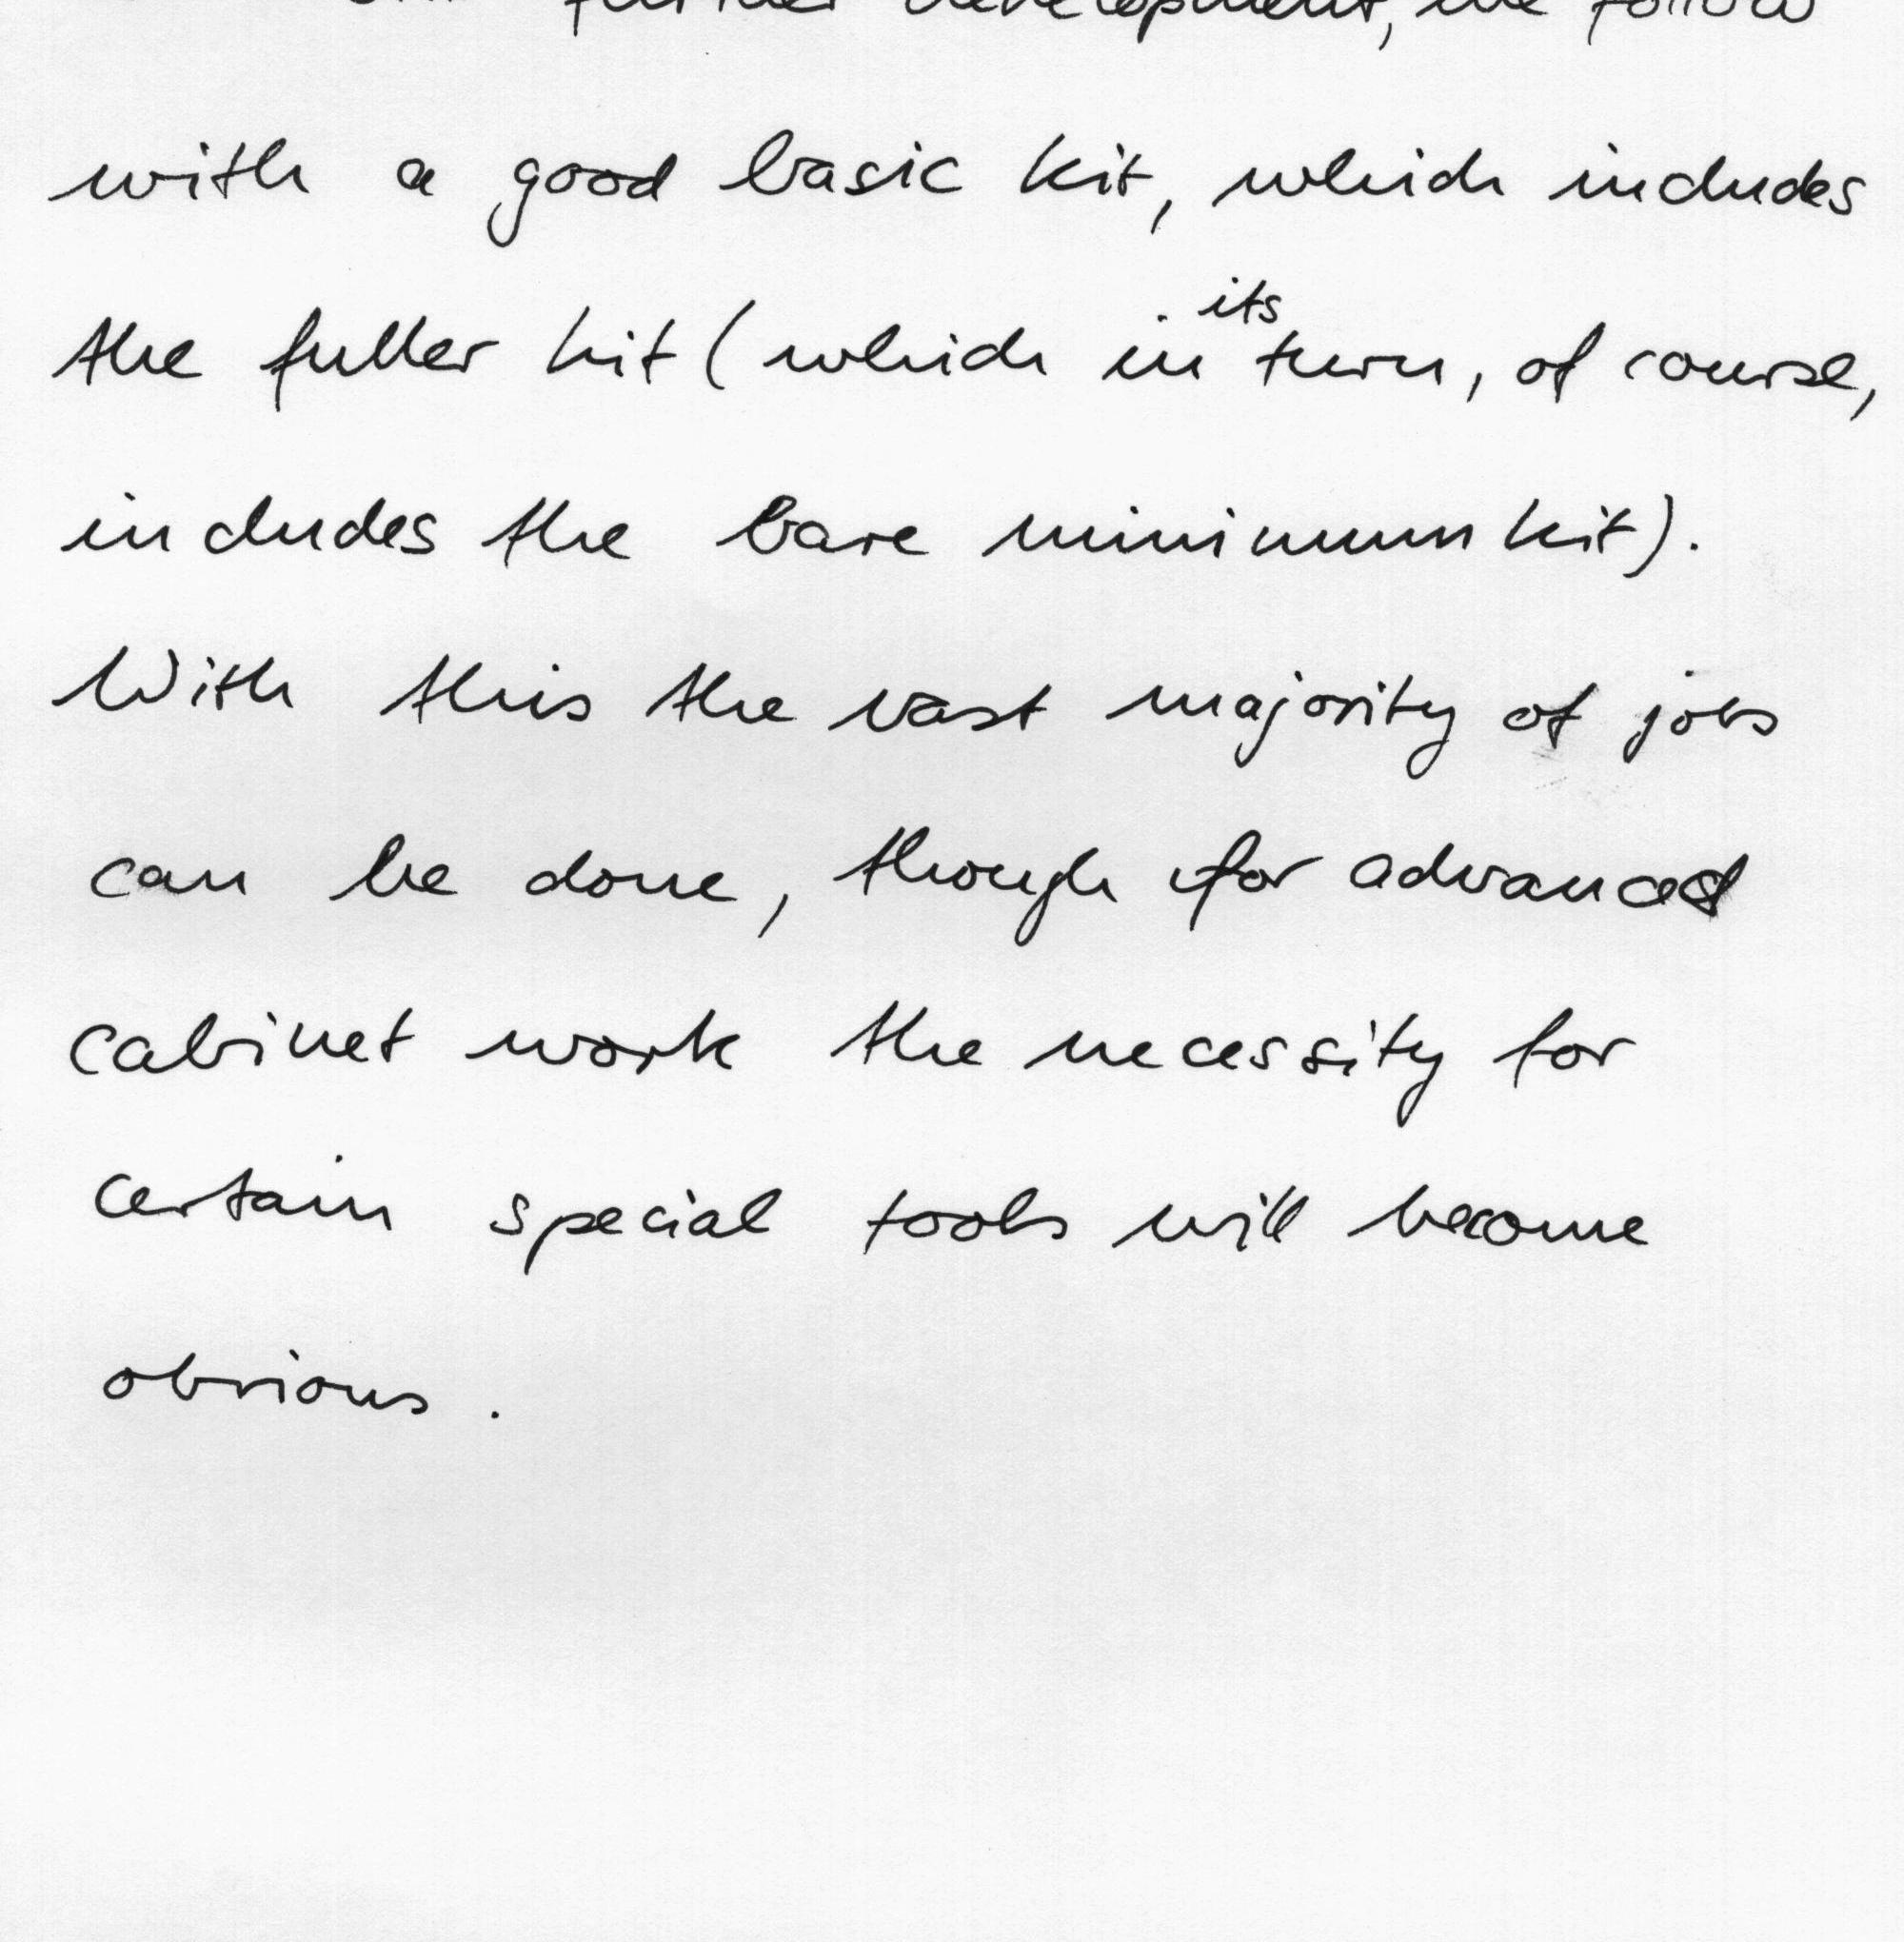 further development, we follow
with a good basic kit, which includes
the fuller kit (which in its turn, of course,
includes the bare minimum kit).
With this the vast majority of jobs
can be done, though for advanced
cabinet work the necessity for
certain special tools will become
obvious.